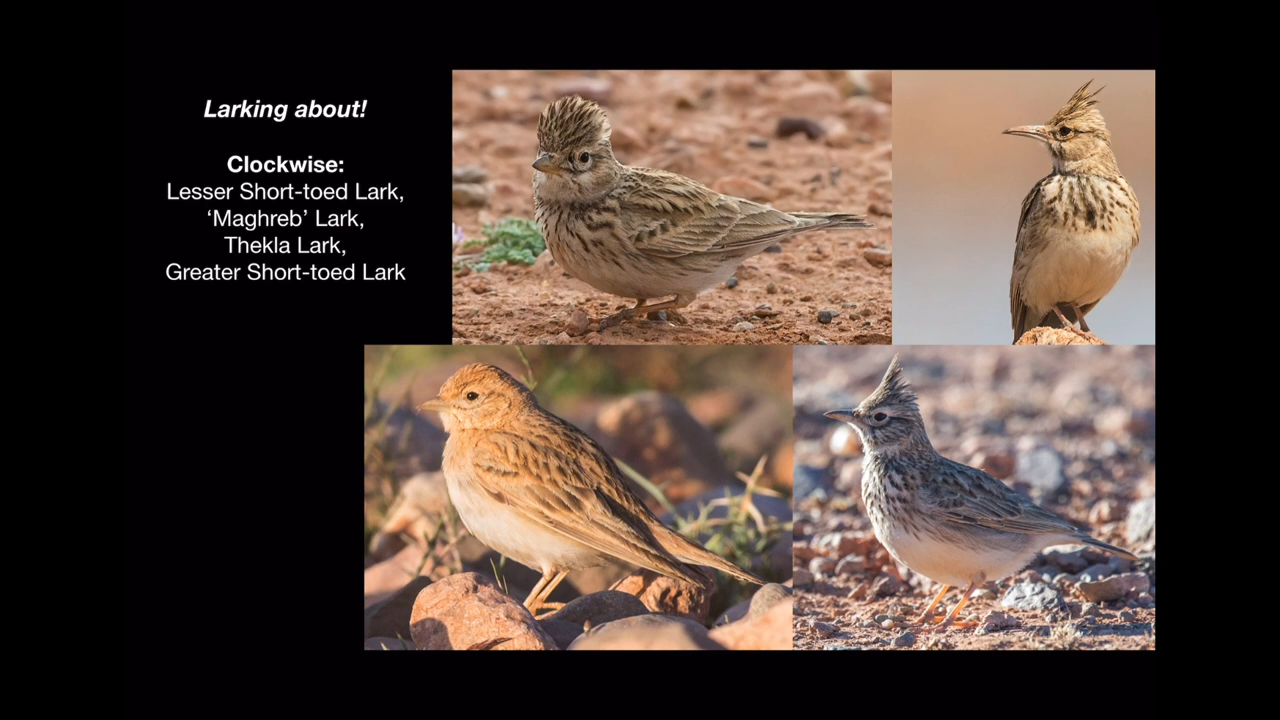 Larking about!
Clockwise:
Lesser Short-toed Lark,
‘Maghreb’ Lark,
Thekla Lark,
Greater Short-toed Lark